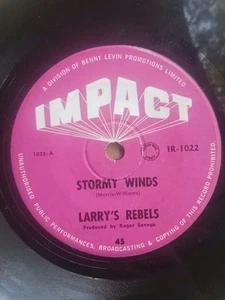 A DIVISION OF BENNY LEVIN PROMOTIONS LIMITED
IMPACT
1022-A
IR-1022
STORMY WINDS
(Morris-Williams)
LARRY'S REBELS
Produced by Roger Savage
45
UNAUTHORISED PUBLIC PERFORMANCES, BROADCASTING & COPYING OF THIS RECORD PROHIBITED